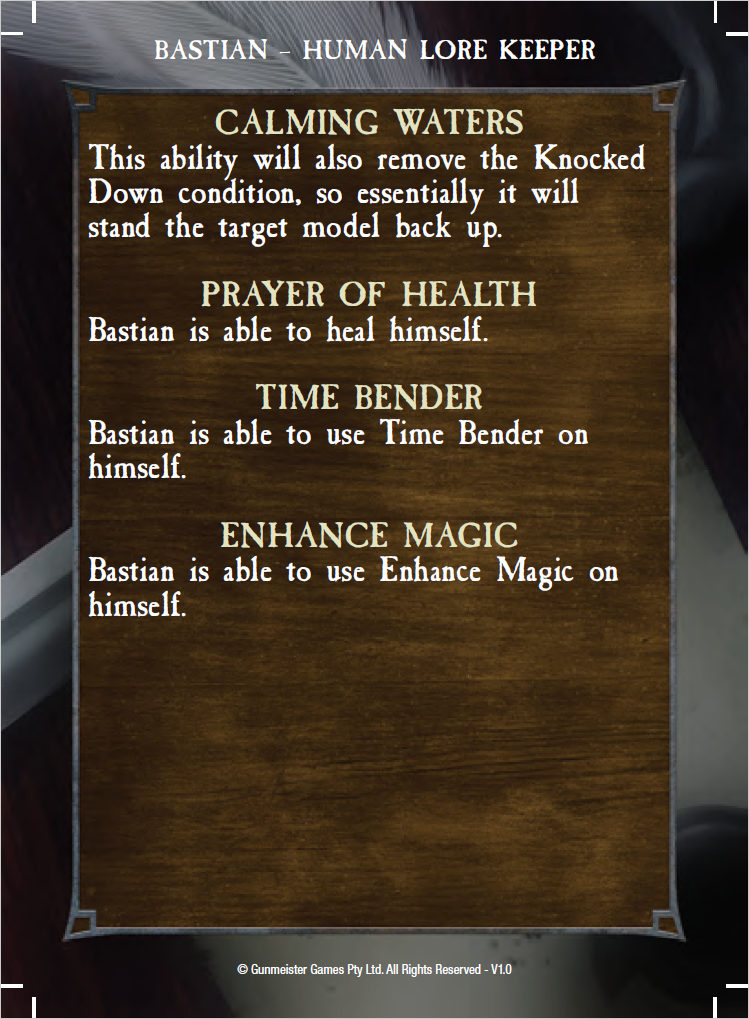 BASTIAN – HUMAN LORE KEEPER
CALMING WATERS
This ability will also remove the Knocked
Down condition, so essentially it will
stand the target model back up.
PRAYER OF HEALTH
Bastian is able to heal himself.
TIME BENDER
Bastian is able to use Time Bender on
himself.
ENHANCE MAGIC
Bastian is able to use Enhance Magic on
himself.
© Gunmeister Games Pty Ltd. All Rights Reserved - V1.0